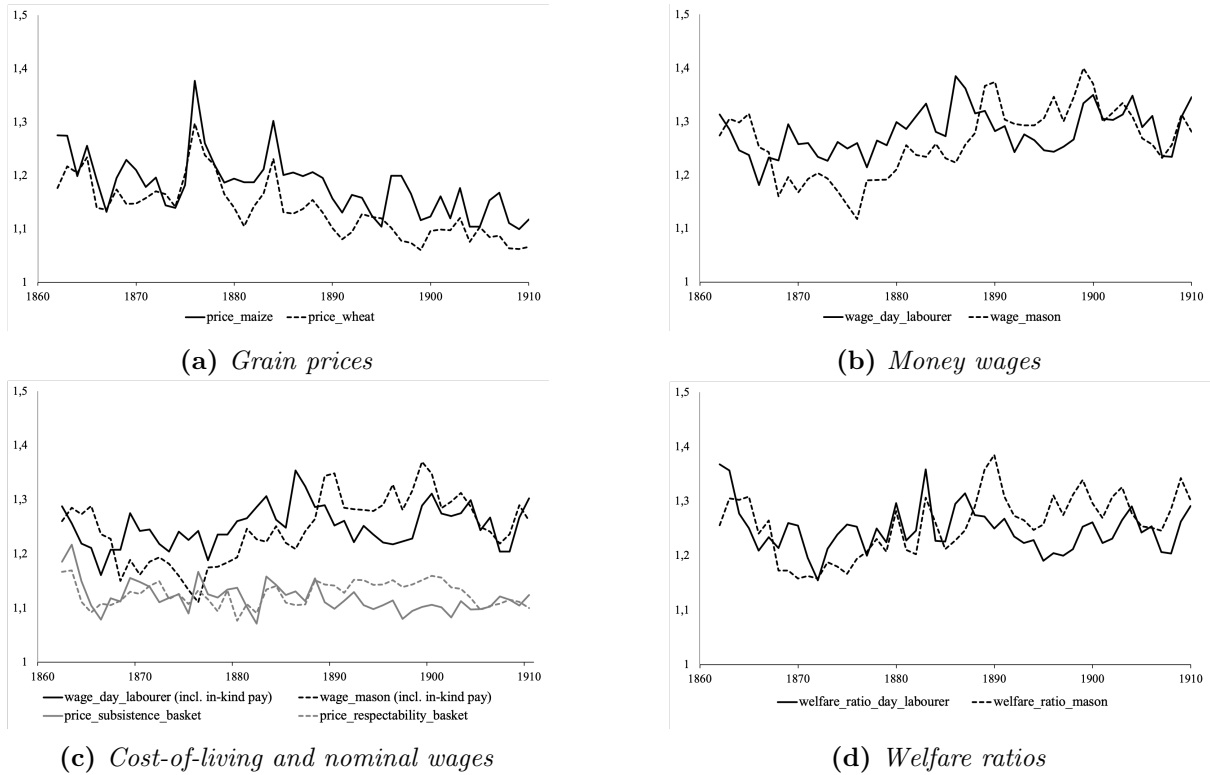 1,5
1,4
1,3
1,2
1,1
1
1860 1870 1880 1890 1900 1910
price_maize price_wheat
(a) Grain prices
1,5
1,4
1,3
1,2
1,1
1
1860 1870 1880 1890 1900 1910
wage_day_labourer wage_mason
(b) Money wages
1,5
1,4
1,3
1,2
1,1
1
1860 1870 1880 1890 1900 1910
wage_day_labourer (incl. in-kind pay) wage_mason (incl. in-kind pay)
price_subsistence_basket price_respectability_basket
(c) Cost-of-living and nominal wages
1,5
1,4
1,3
1,2
1,1
1
1860 1870 1880 1890 1900 1910
welfare_ratio_day_labourer welfare_ratio_mason
(d) Welfare ratios